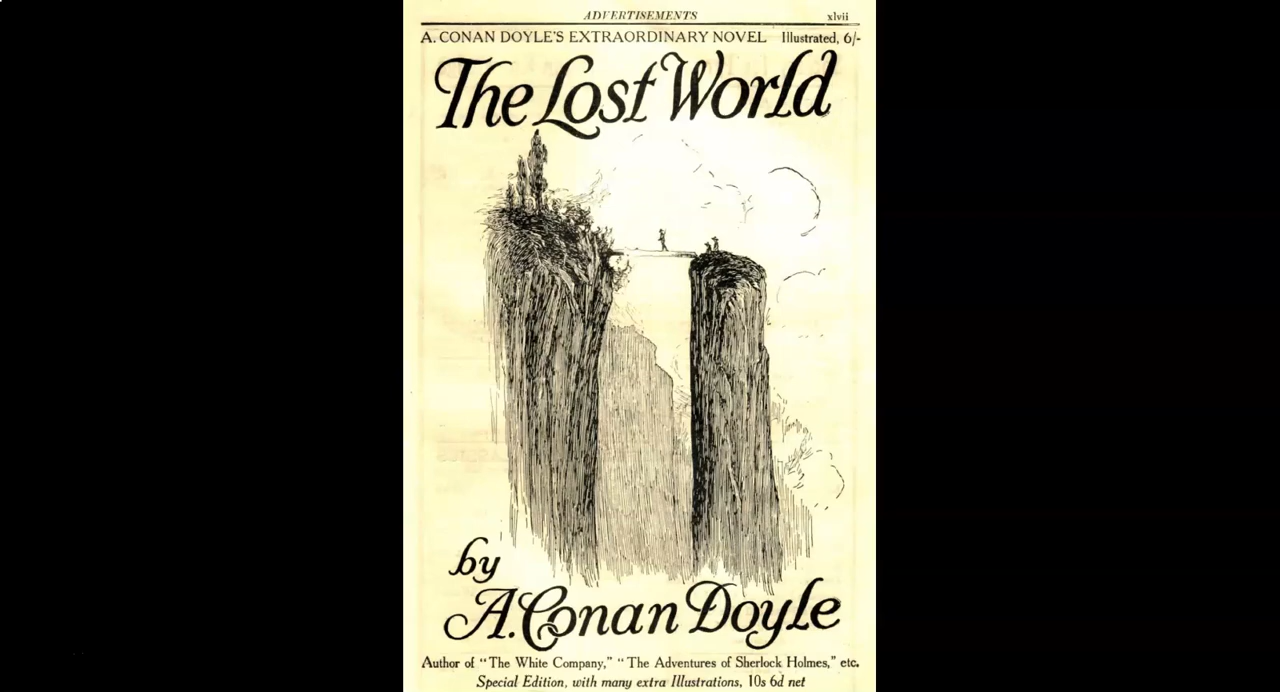 ADVERTISEMENTS xlvii
A. CONAN DOYLE'S EXTRAORDINARY NOVEL Illustrated, 6/-
The Lost World
by
A. Conan Doyle
Author of "The White Company," "The Adventures of Sherlock Holmes," etc.
Special Edition, with many extra Illustrations, 10s 6d net